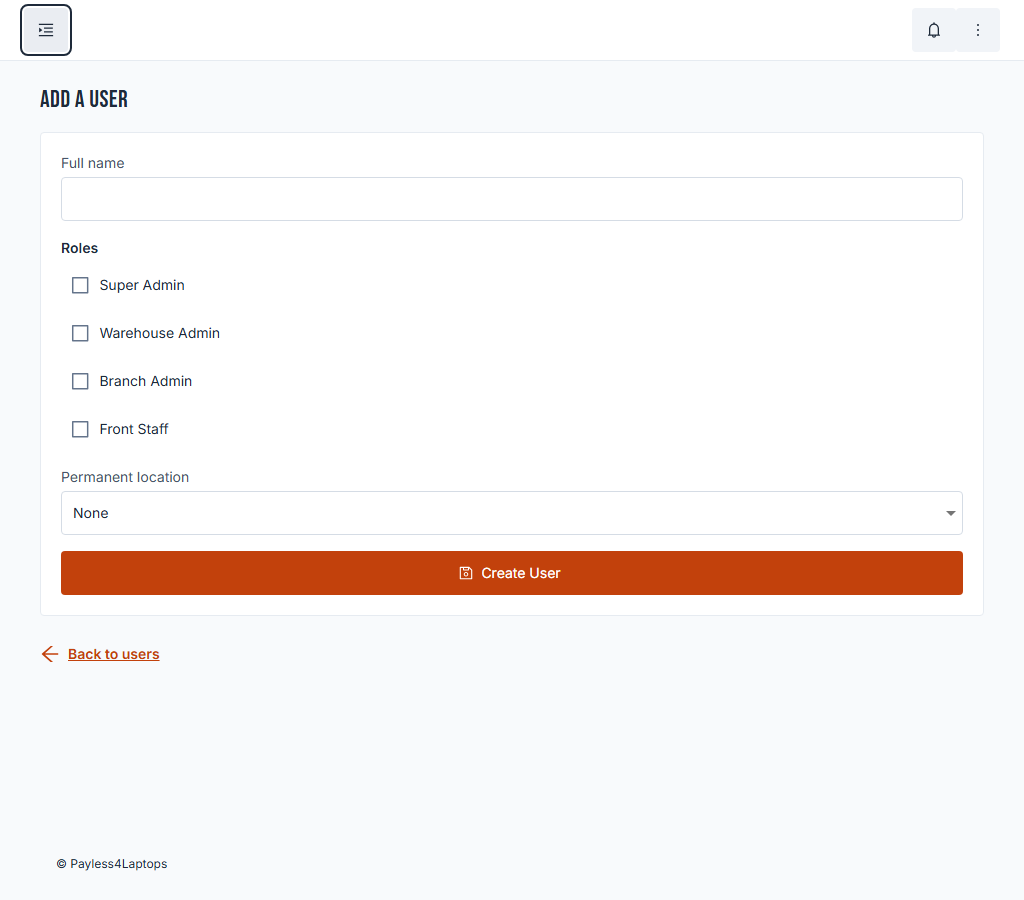 ADD A USER
Full name
Roles
Super Admin
Warehouse Admin
Branch Admin
Front Staff
Permanent location
None
Create User
Back to users
© Payless4Laptops